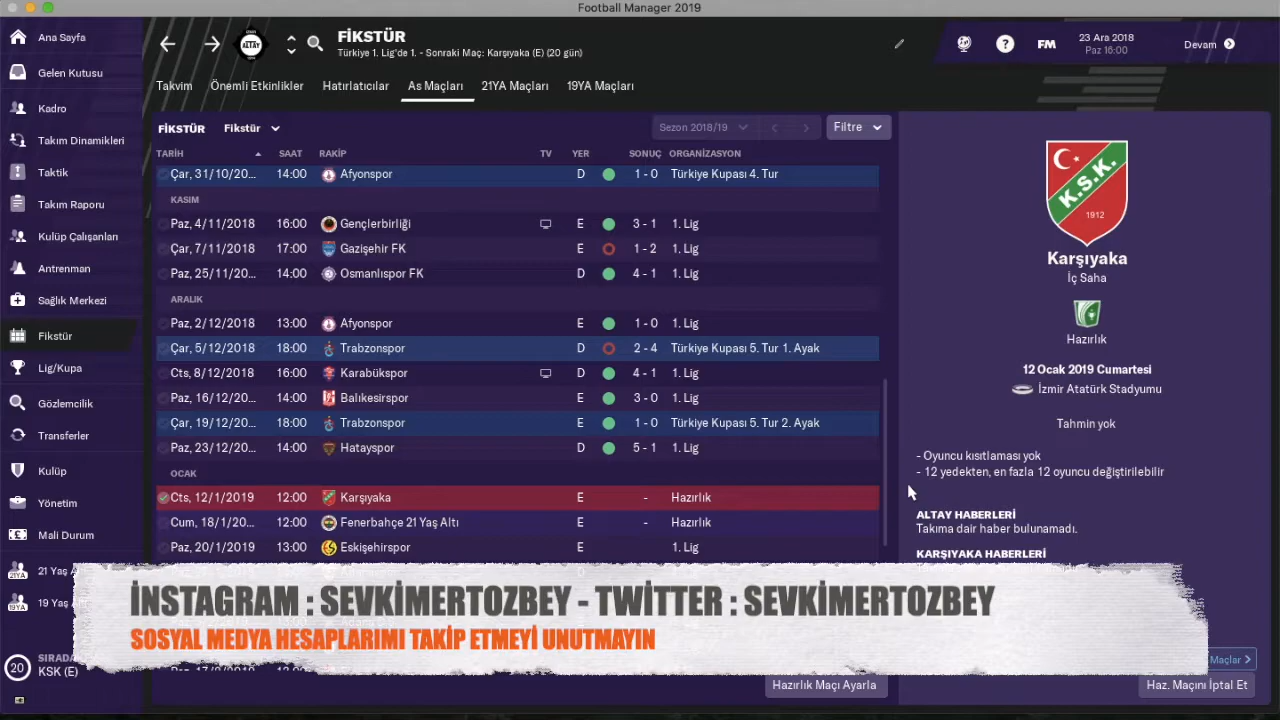 Football Manager 2019
Ana Sayfa
Gelen Kutusu
Kadro
Takım Dinamikleri
Taktik
Takım Raporu
Kulüp Çalışanları
Antrenman
Sağlık Merkezi
Fikstür
Lig/Kupa
Gözlemcilik
Transferler
Kulüp
Yönetim
Mali Durum
21YA 21 Yaş
19YA 19 Yaş
20 SIRADA
KSK (E)
ALTAY
FİKSTÜR
Türkiye 1. Lig'de 1. - Sonraki Maç: Karşıyaka (E) (20 gün)
FM
23 Ara 2018
Paz 16:00
Devam
Takvim Önemli Etkinlikler Hatırlatıcılar As Maçları 21YA Maçları 19YA Maçları
FİKSTÜR Fikstür Sezon 2018/19 Filtre
TARİH SAAT RAKİP TV YER SONUÇ ORGANİZASYON
Çar, 31/10/20... 14:00 Afyonspor D 1 - 0 Türkiye Kupası 4. Tur
KASIM
Paz, 4/11/2018 16:00 Gençlerbirliği E 3 - 1 1. Lig
Çar, 7/11/2018 17:00 Gazişehir FK E 1 - 2 1. Lig
Paz, 25/11/20... 14:00 Osmanlıspor FK D 4 - 1 1. Lig
ARALIK
Paz, 2/12/2018 13:00 Afyonspor E 1 - 0 1. Lig
Çar, 5/12/2018 18:00 Trabzonspor D 2 - 4 Türkiye Kupası 5. Tur 1. Ayak
Cts, 8/12/2018 16:00 Karabükspor D 4 - 1 1. Lig
Paz, 16/12/20... 14:00 Balıkesirspor E 3 - 0 1. Lig
Çar, 19/12/20... 18:00 Trabzonspor E 1 - 0 Türkiye Kupası 5. Tur 2. Ayak
Paz, 23/12/20... 14:00 Hatayspor D 5 - 1 1. Lig
OCAK
Cts, 12/1/2019 12:00 Karşıyaka E - Hazırlık
Cum, 18/1/20... 12:00 Fenerbahçe 21 Yaş Altı E - Hazırlık
Paz, 20/1/2019 13:00 Eskişehirspor E 1. Lig
K.S.K.
1912
Karşıyaka
İç Saha
Hazırlık
12 Ocak 2019 Cumartesi
İzmir Atatürk Stadyumu
Tahmin yok
- Oyuncu kısıtlaması yok
- 12 yedekten, en fazla 12 oyuncu değiştirilebilir
ALTAY HABERLERİ
Takıma dair haber bulunamadı.
KARŞIYAKA HABERLERİ
İNSTAGRAM : SEVKİMERTOZBEY - TWİTTER : SEVKİMERTOZBEY
SOSYAL MEDYA HESAPLARIMI TAKİP ETMEYİ UNUTMAYIN
Maçlar
Hazırlık Maçı Ayarla
Haz. Maçını İptal Et